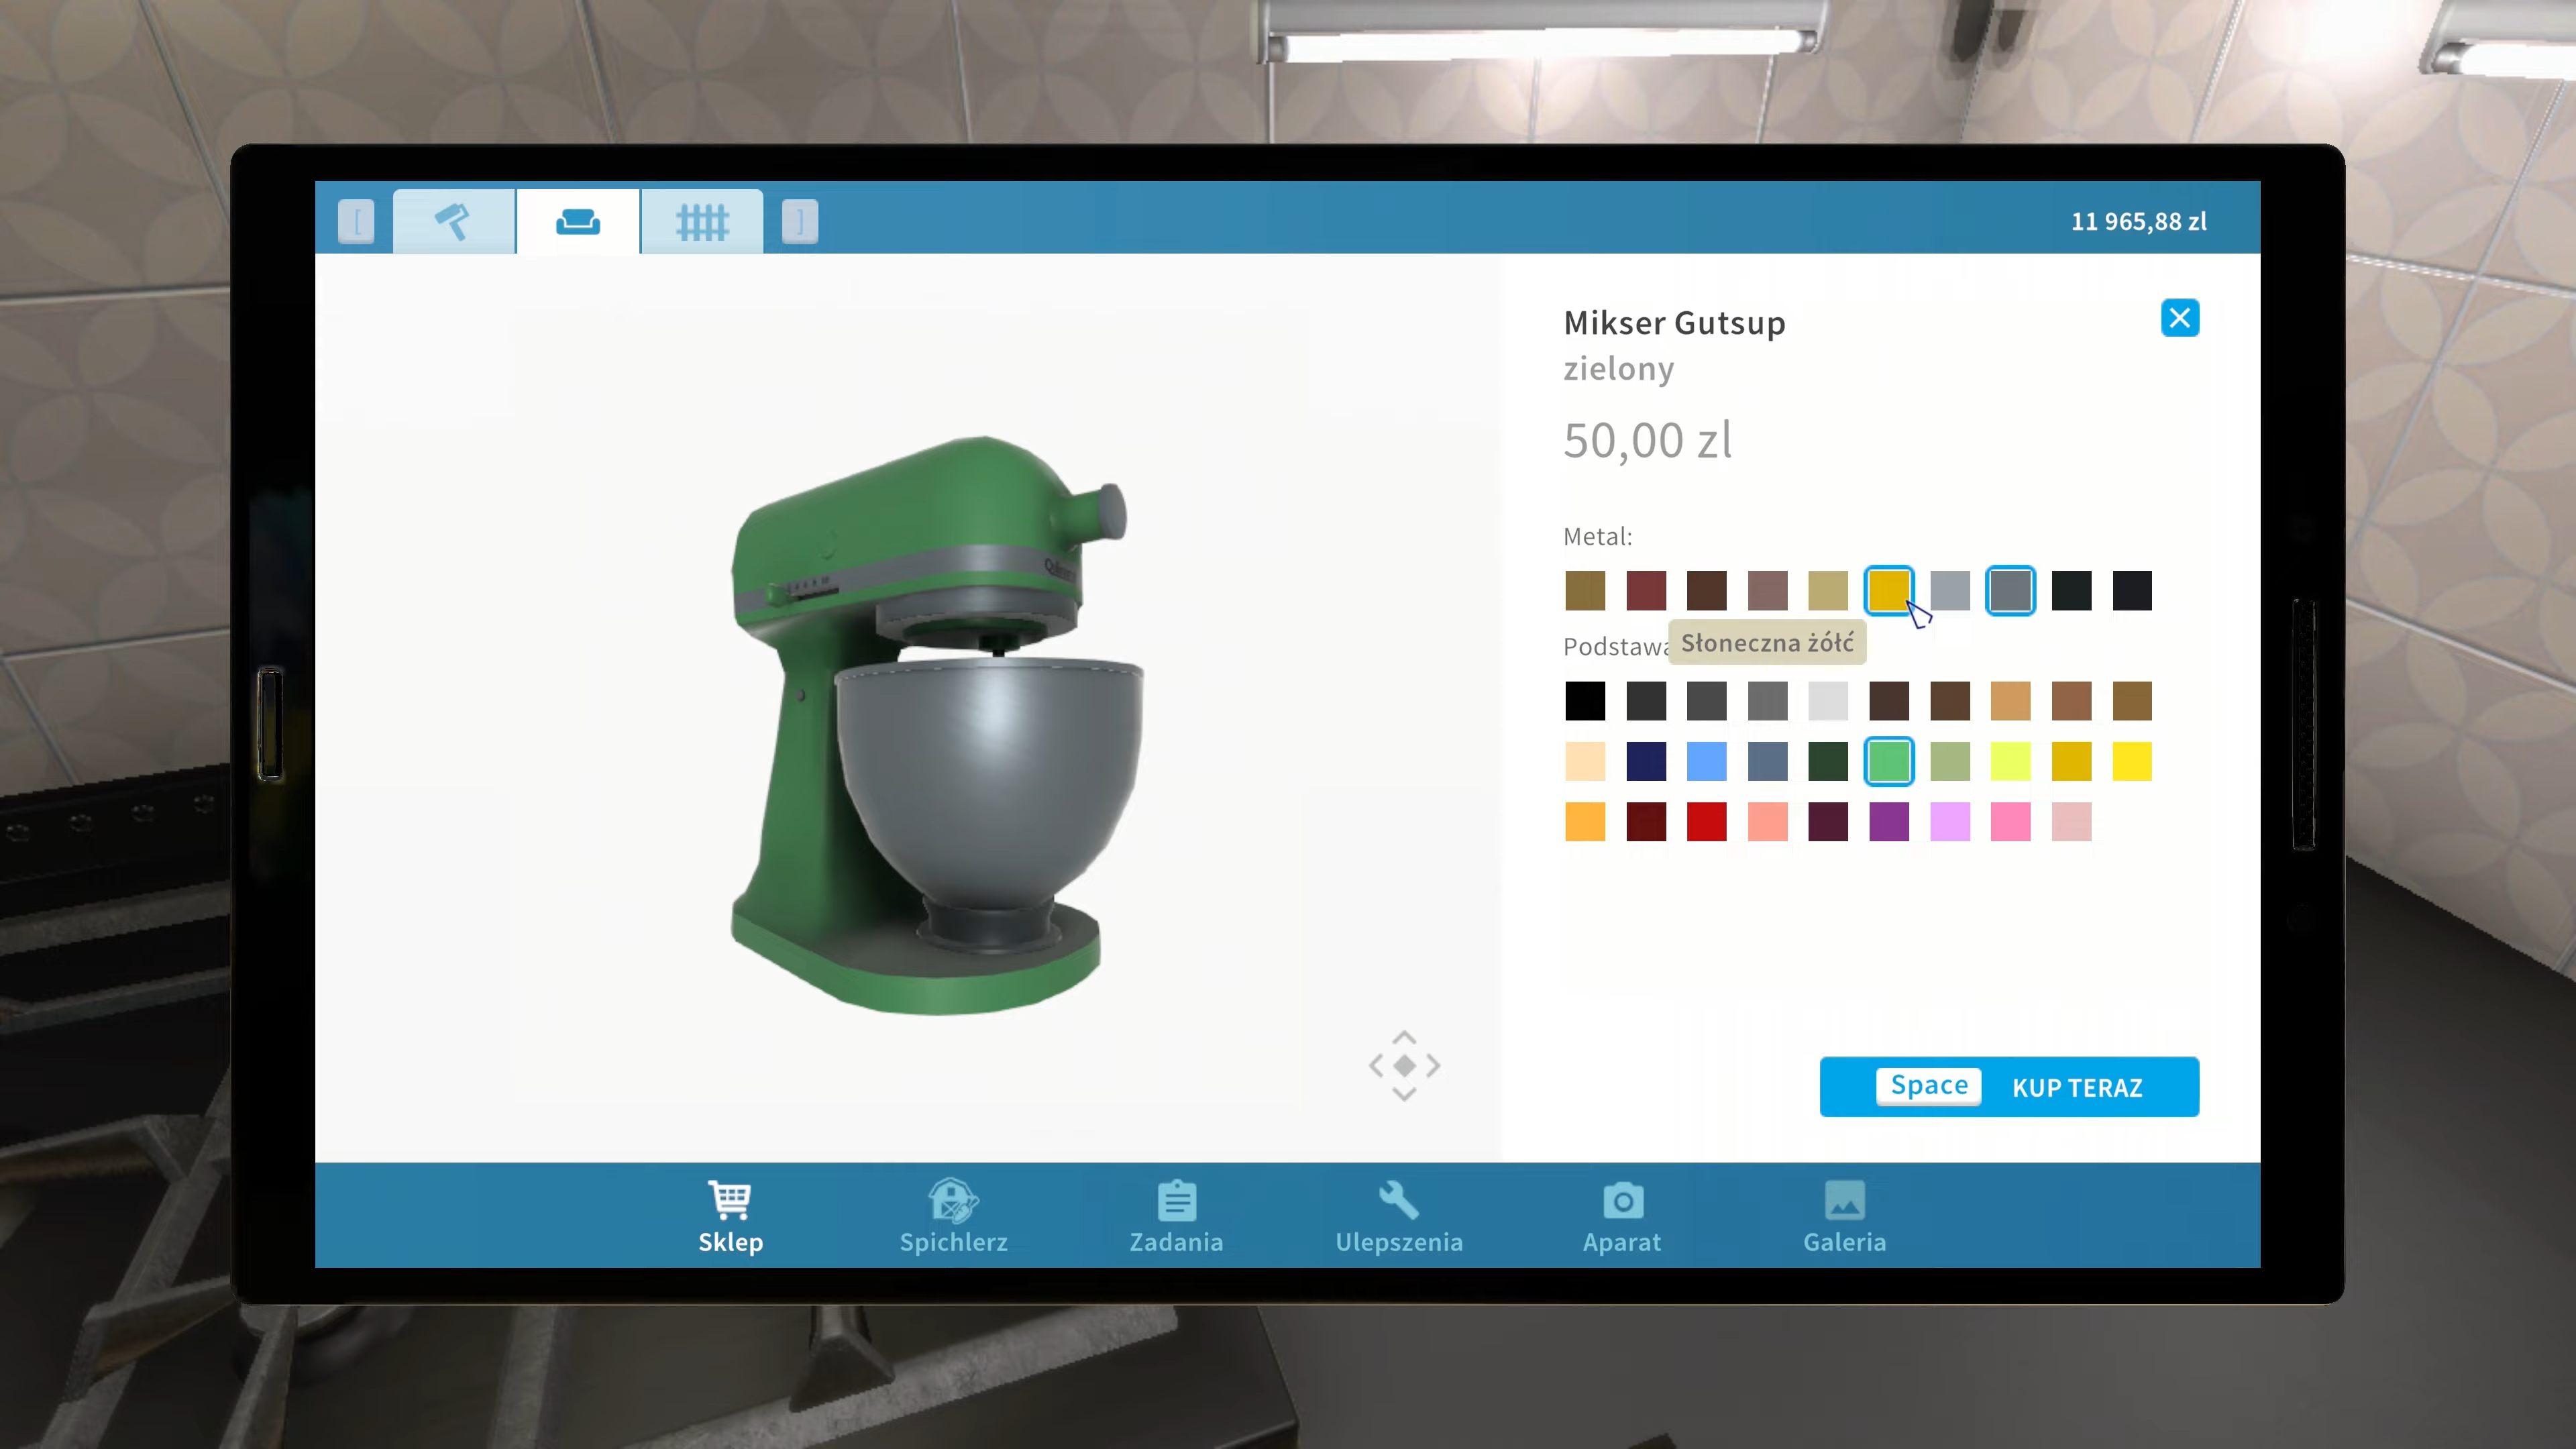 [
]
11 965,88 zl
Mikser Gutsup
zielony
50,00 zl
Metal:
Słoneczna żółć
Space KUP TERAZ
Sklep
Spichlerz
Zadania
Ulepszenia
Aparat
Galeria